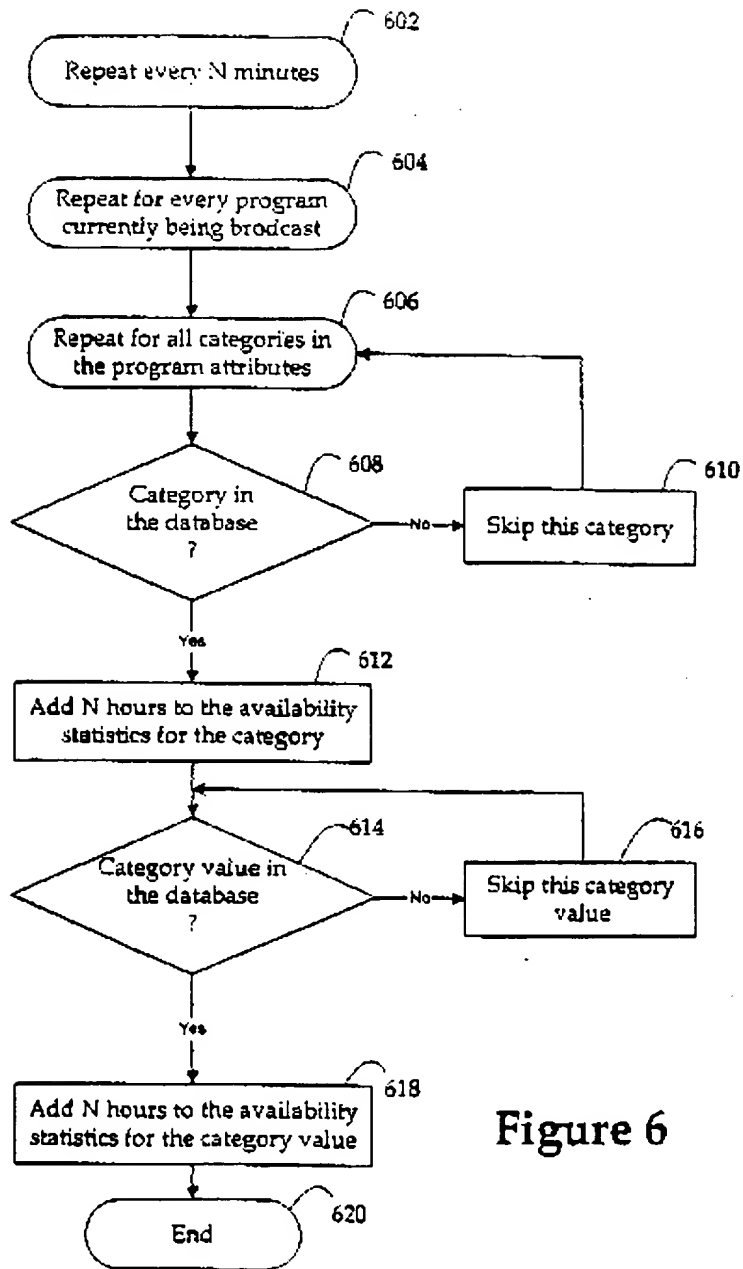 602
Repeat every N minutes
604
Repeat for every program
currently being brodcast
606
Repeat for all categories in
the program attributes
608
Category in
the database
?
No
610
Skip this category
Yes
612
Add N hours to the availability
statistics for the category
614
Category value in
the database
?
No
616
Skip this category
value
Yes
618
Add N hours to the availability
statistics for the category value
Figure 6
620
End